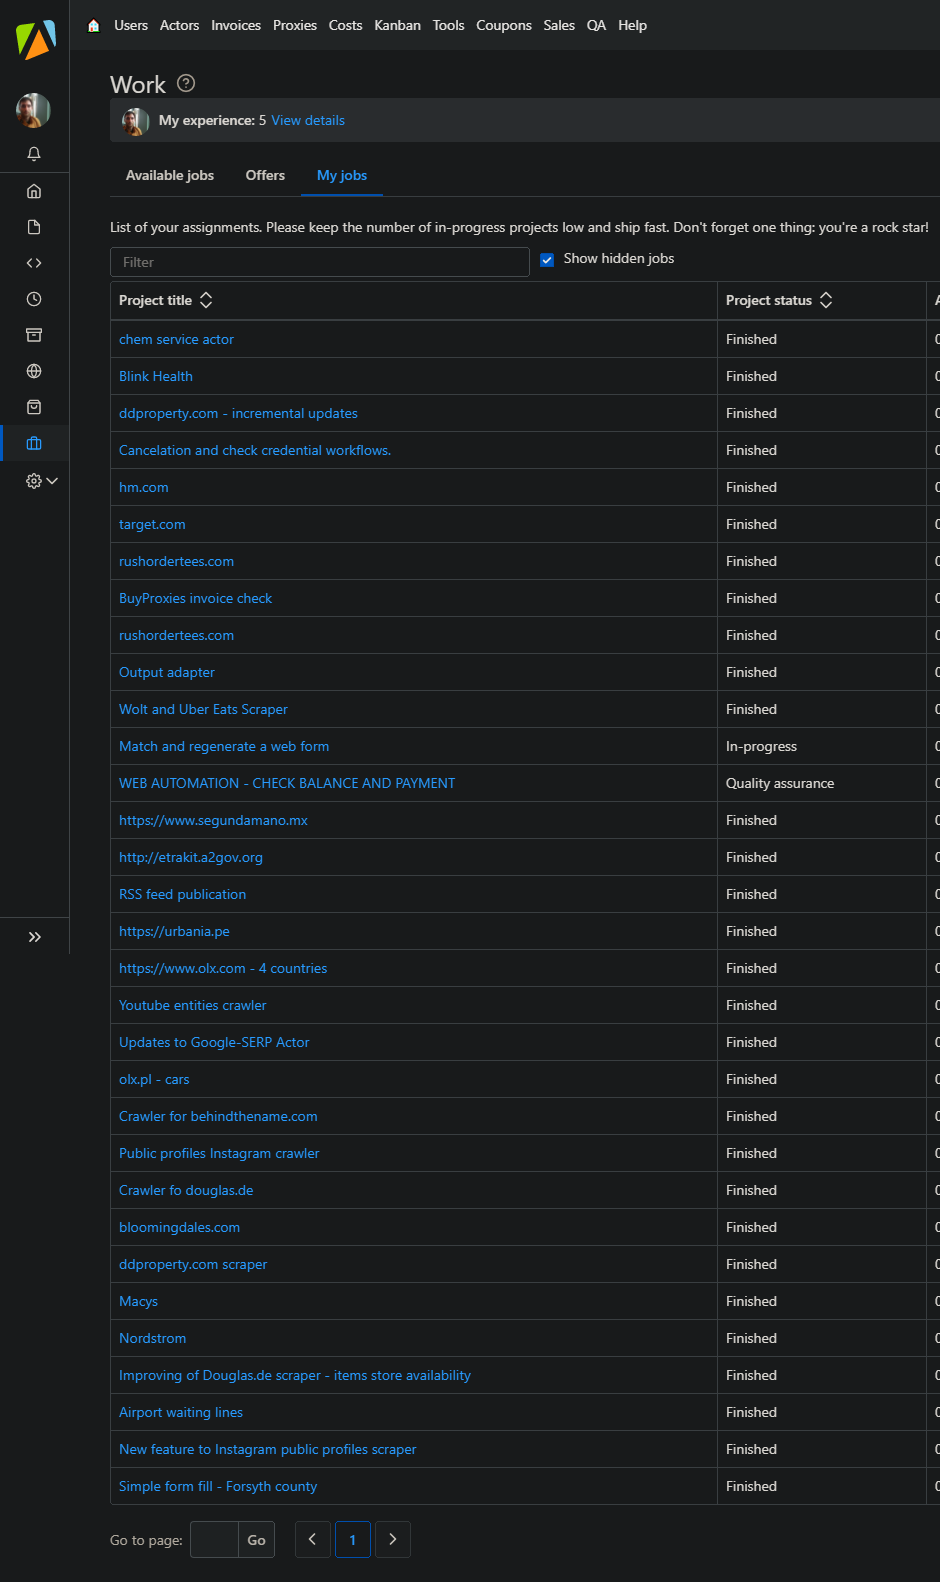 Users Actors Invoices Proxies Costs Kanban Tools Coupons Sales QA Help
Work
My experience: 5 View details
Available jobs Offers My jobs
List of your assignments. Please keep the number of in-progress projects low and ship fast. Don't forget one thing: you're a rock star!
Filter Show hidden jobs
Project title Project status
chem service actor Finished
Blink Health Finished
ddproperty.com - incremental updates Finished
Cancelation and check credential workflows. Finished
hm.com Finished
target.com Finished
rushordertees.com Finished
BuyProxies invoice check Finished
rushordertees.com Finished
Output adapter Finished
Wolt and Uber Eats Scraper Finished
Match and regenerate a web form In-progress
WEB AUTOMATION - CHECK BALANCE AND PAYMENT Quality assurance
https://www.segundamano.mx Finished
http://etrakit.a2gov.org Finished
RSS feed publication Finished
https://urbania.pe Finished
https://www.olx.com - 4 countries Finished
Youtube entities crawler Finished
Updates to Google-SERP Actor Finished
olx.pl - cars Finished
Crawler for behindthename.com Finished
Public profiles Instagram crawler Finished
Crawler fo douglas.de Finished
bloomingdales.com Finished
ddproperty.com scraper Finished
Macys Finished
Nordstrom Finished
Improving of Douglas.de scraper - items store availability Finished
Airport waiting lines Finished
New feature to Instagram public profiles scraper Finished
Simple form fill - Forsyth county Finished
Go to page: Go 1